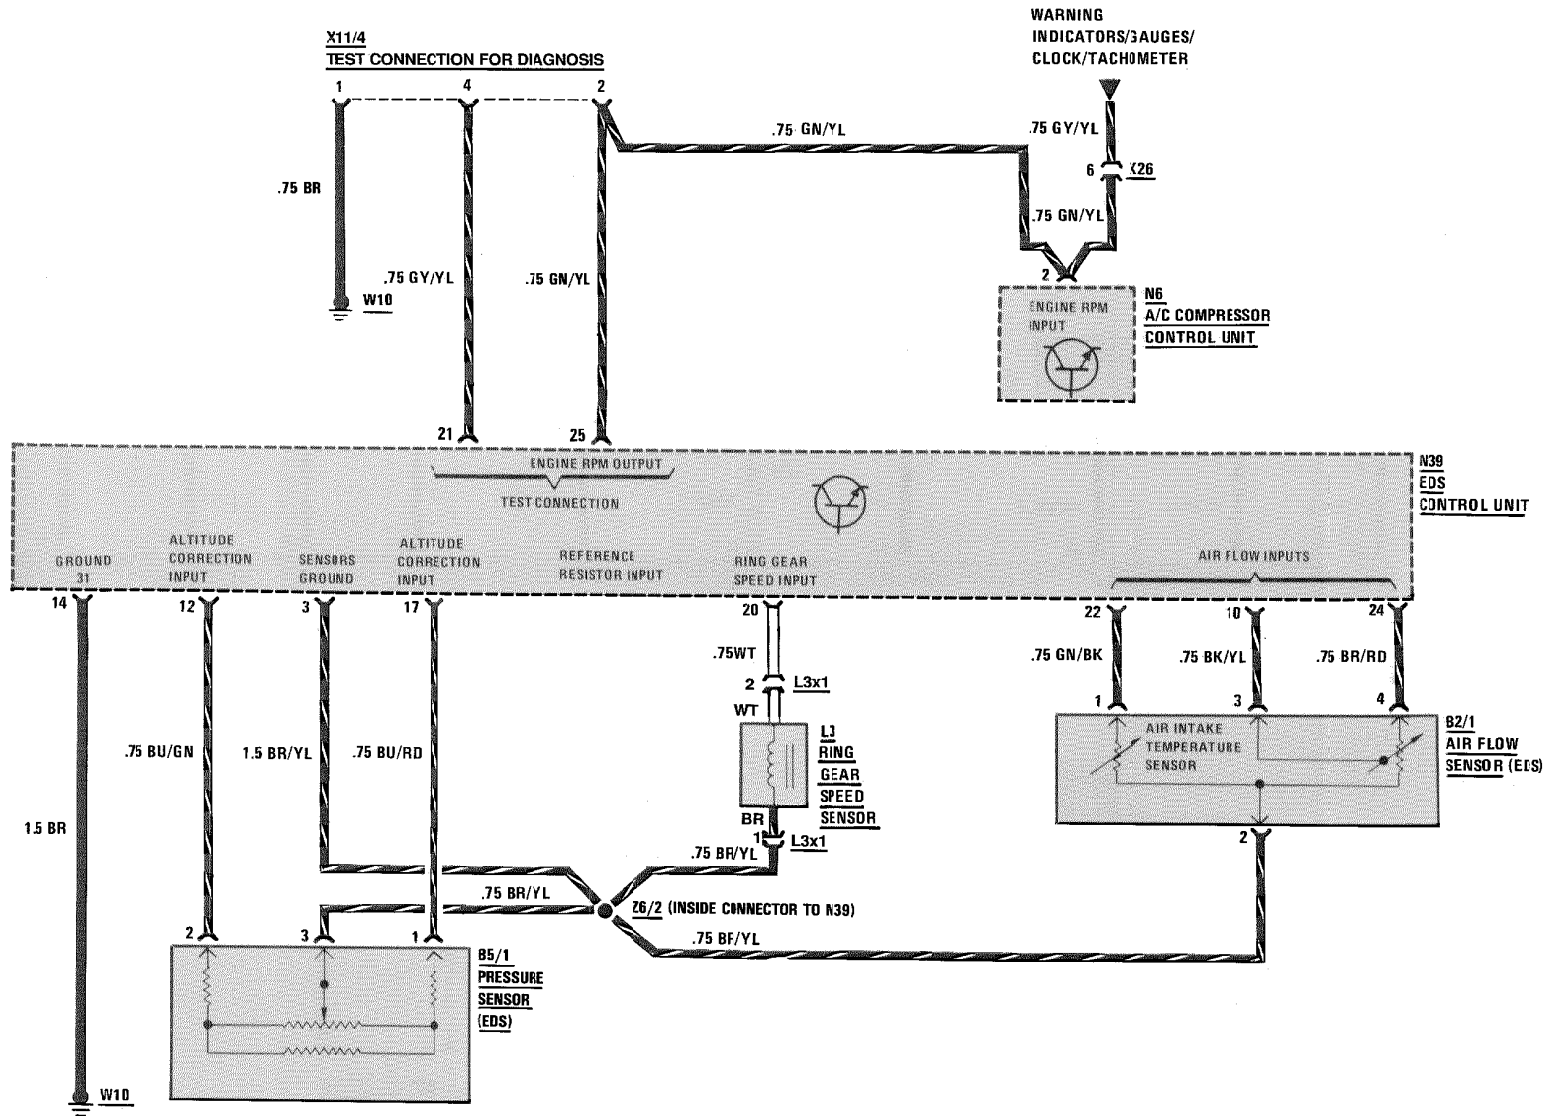 X11/4
TEST CONNECTION FOR DIAGNOSIS
WARNING
INDICATORS/GAUGES/
CLOCK/TACHOMETER
1
4
2
.75 GN/YL
.75 GY/YL
6
X26
.75 BR
.75 GN/YL
.75 GY/YL
.75 GN/YL
2
W10
ENGINE RPM
INPUT
N6
A/C COMPRESSOR
CONTROL UNIT
21
25
ENGINE RPM OUTPUT
TEST CONNECTION
N39
EDS
CONTROL UNIT
GROUND
31
ALTITUDE
CORRECTION
INPUT
SENSORS
GROUND
ALTITUDE
CORRECTION
INPUT
REFERENCE
RESISTOR INPUT
RING GEAR
SPEED INPUT
AIR FLOW INPUTS
14
12
3
17
20
22
10
24
.75WT
.75 GN/BK
.75 BK/YL
.75 BR/RD
2
L3x1
WT
1
3
4
.75 BU/GN
1.5 BR/YL
.75 BU/RD
L3
RING
GEAR
SPEED
SENSOR
AIR INTAKE
TEMPERATURE
SENSOR
B2/1
AIR FLOW
SENSOR (EDS)
1.5 BR
BR
1
L3x1
2
.75 BR/YL
.75 BR/YL
Z6/2 (INSIDE CONNECTOR TO N39)
.75 BR/YL
2
3
1
B5/1
PRESSURE
SENSOR
(EDS)
W10